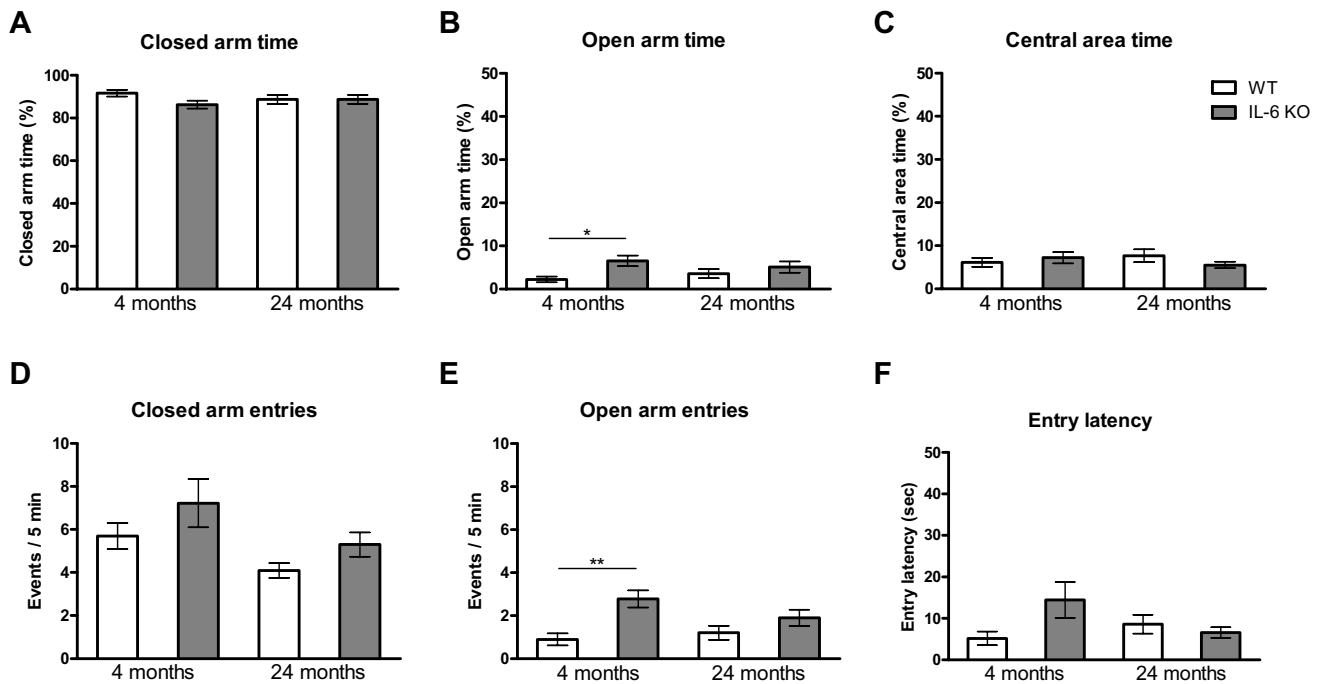 A
Closed arm time
Closed arm time (%)
100
80
60
40
20
0
4 months
24 months
B
Open arm time
Open arm time (%)
50
40
30
20
10
0
*
4 months
24 months
C
Central area time
Central area time (%)
50
40
30
20
10
0
4 months
24 months
WT
IL-6 KO
D
Closed arm entries
Events / 5 min
10
8
6
4
2
0
4 months
24 months
E
Open arm entries
Events / 5 min
10
8
6
4
2
0
**
4 months
24 months
F
Entry latency
Entry latency (sec)
50
40
30
20
10
0
4 months
24 months